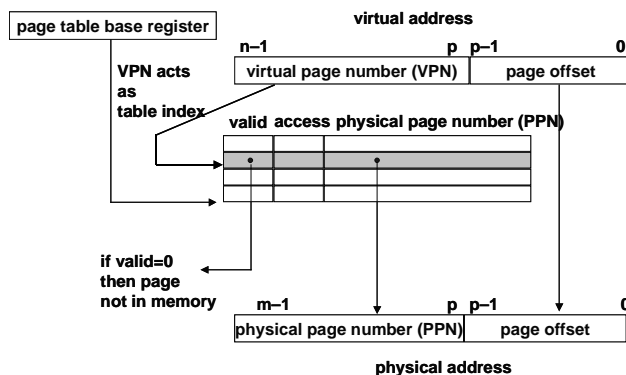 page table base register
virtual address
n–1 p p–1 0
VPN acts
as
table index
virtual page number (VPN) page offset
valid access physical page number (PPN)
if valid=0
then page
not in memory
m–1 p p–1 0
physical page number (PPN) page offset
physical address